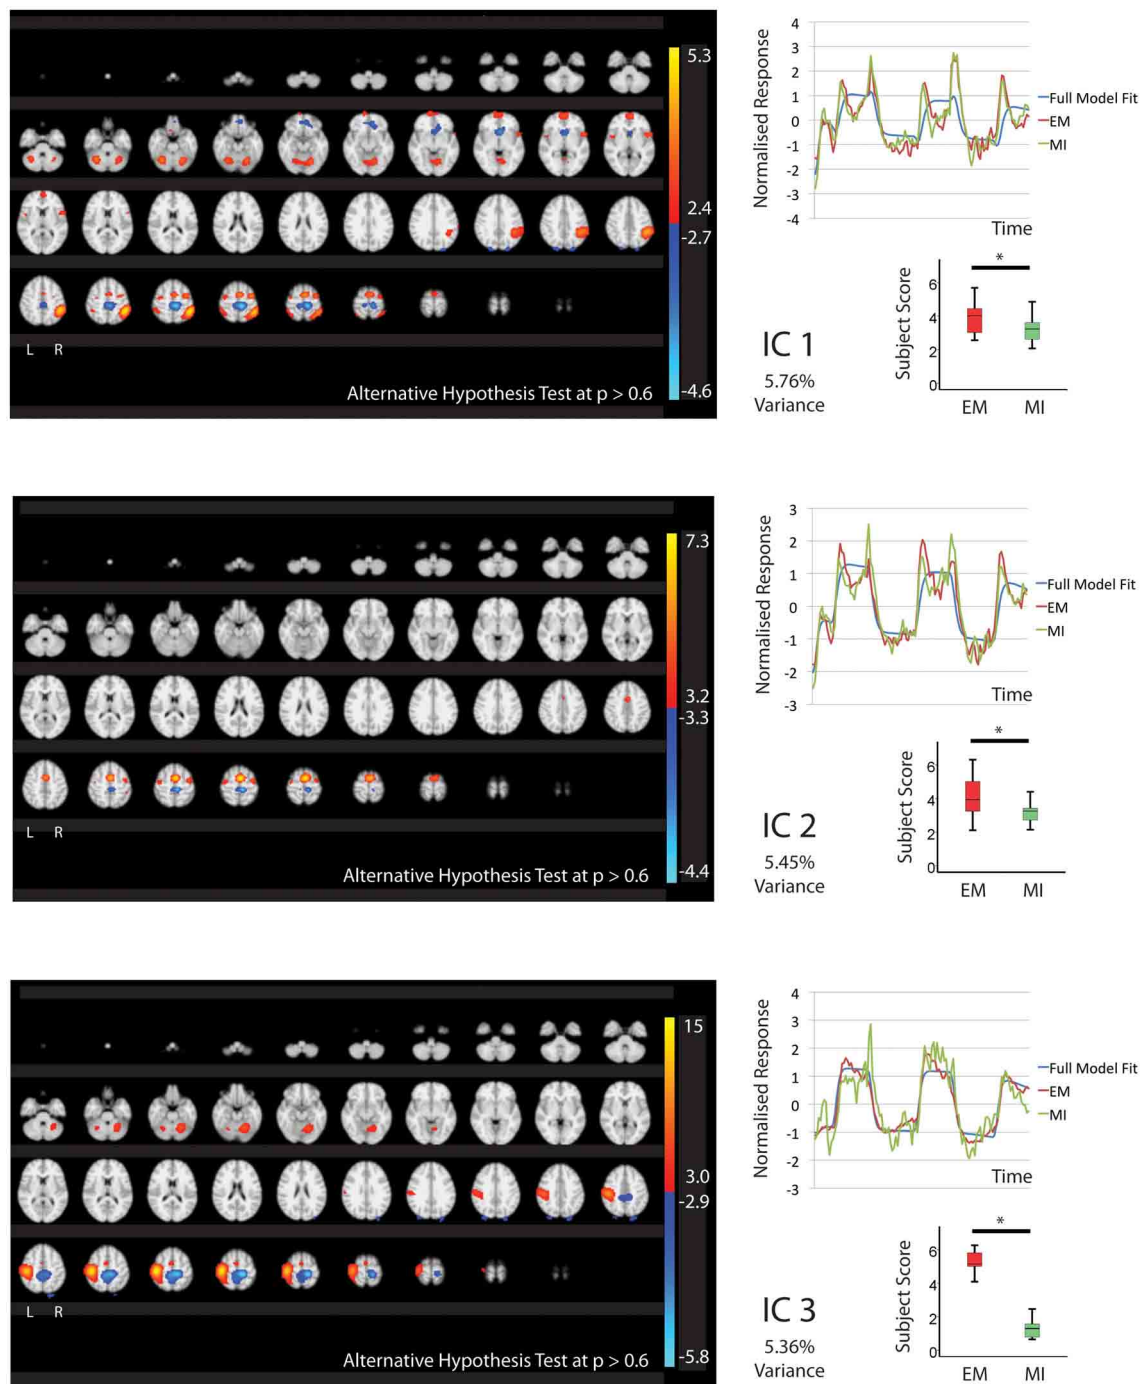 5.3
2.4
-2.7
-4.6
L R
Alternative Hypothesis Test at p > 0.6
Normalised Response
4
3
2
1
0
-1
-2
-3
-4
Time
Full Model Fit
EM
MI
IC 1
5.76%
Variance
Subject Score
6
4
2
0
*
EM MI
7.3
3.2
-3.3
-4.4
L R
Alternative Hypothesis Test at p > 0.6
Normalised Response
3
2
1
0
-1
-2
-3
Time
Full Model Fit
EM
MI
IC 2
5.45%
Variance
Subject Score
6
4
2
0
*
EM MI
15
3.0
-2.9
-5.8
L R
Alternative Hypothesis Test at p > 0.6
Normalised Response
4
3
2
1
0
-1
-2
-3
Time
Full Model Fit
EM
MI
IC 3
5.36%
Variance
Subject Score
6
4
2
0
*
EM MI